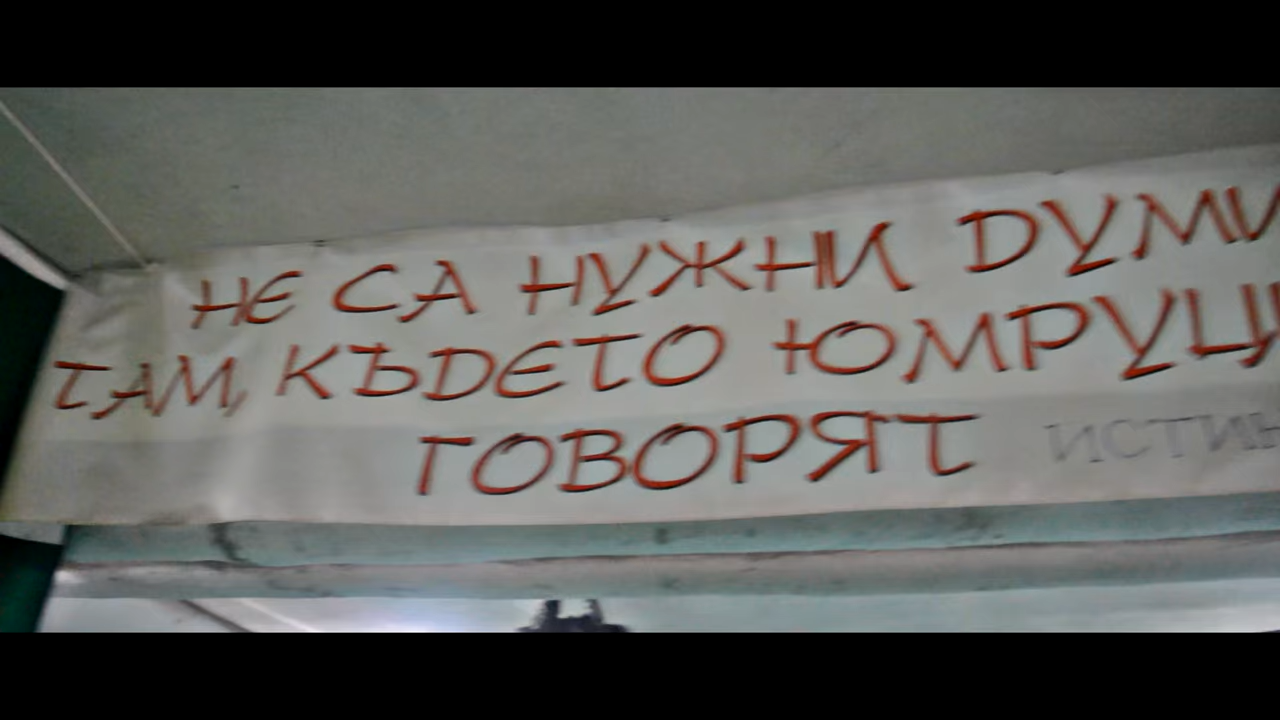 НЕ СА НУЖНИ ДУМИ
ТАМ, КЪДЕТО ЮМРУЦИ
ГОВОРЯТ